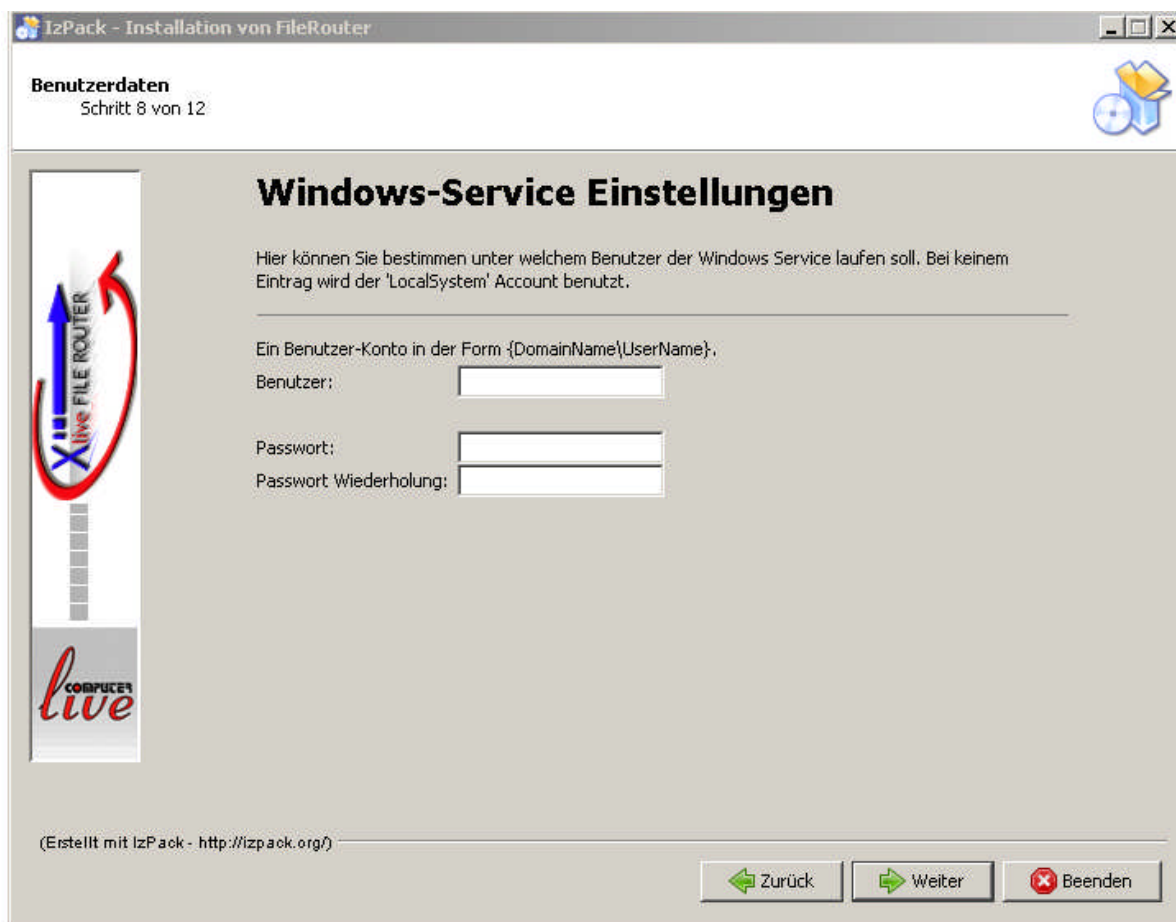 IzPack - Installation von FileRouter
Benutzerdaten
Schritt 8 von 12
Windows-Service Einstellungen
Hier können Sie bestimmen unter welchem Benutzer der Windows Service laufen soll. Bei keinem
Eintrag wird der 'LocalSystem' Account benutzt.
Ein Benutzer-Konto in der Form {DomainName\UserName}.
Benutzer:
Passwort:
Passwort Wiederholung:
live FILE ROUTER
COMPUTER
live
(Erstellt mit IzPack - http://izpack.org/)
Zurück
Weiter
Beenden